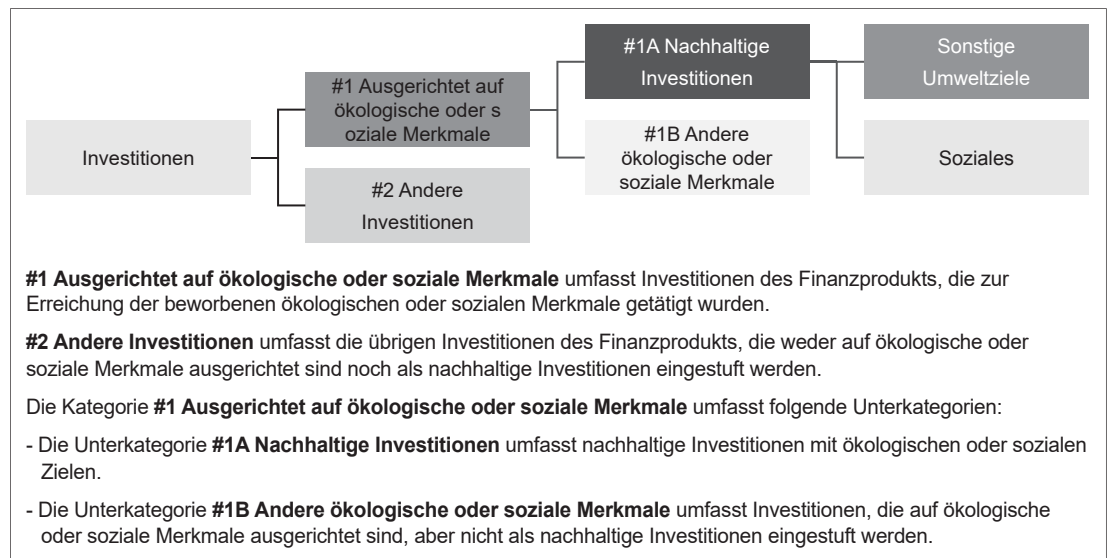 #1A Nachhaltige
Investitionen
Sonstige
Umweltziele
#1 Ausgerichtet auf
ökologische oder s
oziale Merkmale
Investitionen
#1B Andere
ökologische oder
soziale Merkmale
Soziales
#2 Andere
Investitionen
#1 Ausgerichtet auf ökologische oder soziale Merkmale umfasst Investitionen des Finanzprodukts, die zur
Erreichung der beworbenen ökologischen oder sozialen Merkmale getätigt wurden.
#2 Andere Investitionen umfasst die übrigen Investitionen des Finanzprodukts, die weder auf ökologische oder
soziale Merkmale ausgerichtet sind noch als nachhaltige Investitionen eingestuft werden.
Die Kategorie #1 Ausgerichtet auf ökologische oder soziale Merkmale umfasst folgende Unterkategorien:
- Die Unterkategorie #1A Nachhaltige Investitionen umfasst nachhaltige Investitionen mit ökologischen oder sozialen
Zielen.
- Die Unterkategorie #1B Andere ökologische oder soziale Merkmale umfasst Investitionen, die auf ökologische
oder soziale Merkmale ausgerichtet sind, aber nicht als nachhaltige Investitionen eingestuft werden.